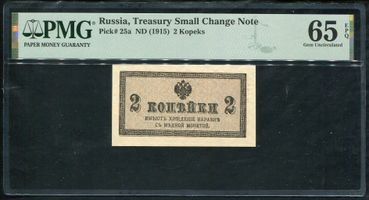 PMG
PAPER MONEY GUARANTY
Russia, Treasury Small Change Note
Pick# 25a ND (1915) 2 Kopeks
65 EPQ
Gem Uncirculated
2 КОПѢЙКИ 2
ИМѢЕТЪ ХОЖДЕНІЕ НАРАВНѢ
СЪ МѢДНОЙ МОНЕТОЙ.